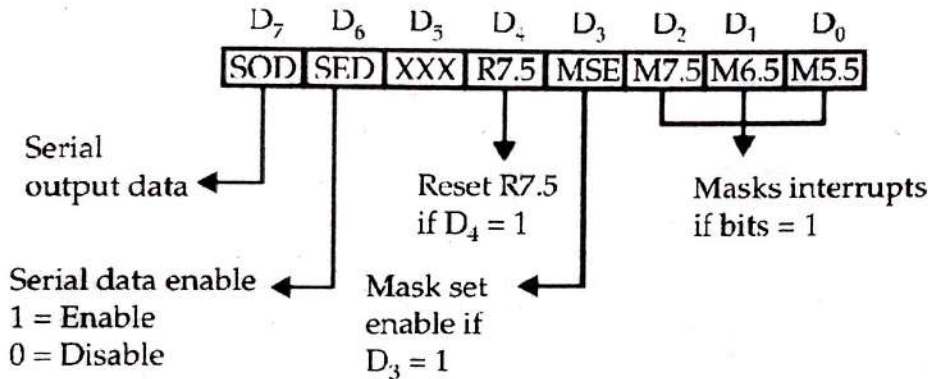 D7 D6 D5 D4 D3 D2 D1 D0
SOD SED XXX R7.5 MSE M7.5 M6.5 M5.5
Serial
output data
Reset R7.5
if D4 = 1
Masks interrupts
if bits = 1
Serial data enable
1 = Enable
0 = Disable
Mask set
enable if
D3 = 1